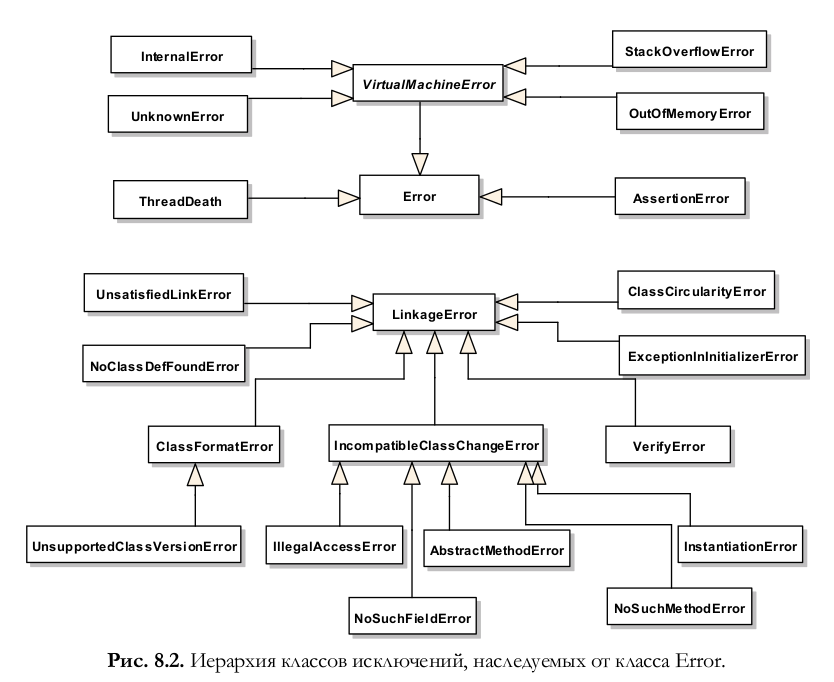 InternalError
StackOverflowError
VirtualMachineError
UnknownError
OutOfMemoryError
ThreadDeath
Error
AssertionError
UnsatisfiedLinkError
ClassCircularityError
LinkageError
NoClassDefFoundError
ExceptionInInitializerError
ClassFormatError
IncompatibleClassChangeError
VerifyError
UnsupportedClassVersionError
IllegalAccessError
AbstractMethodError
InstantiationError
NoSuchFieldError
NoSuchMethodError
Рис. 8.2. Иерархия классов исключений, наследуемых от класса Error.